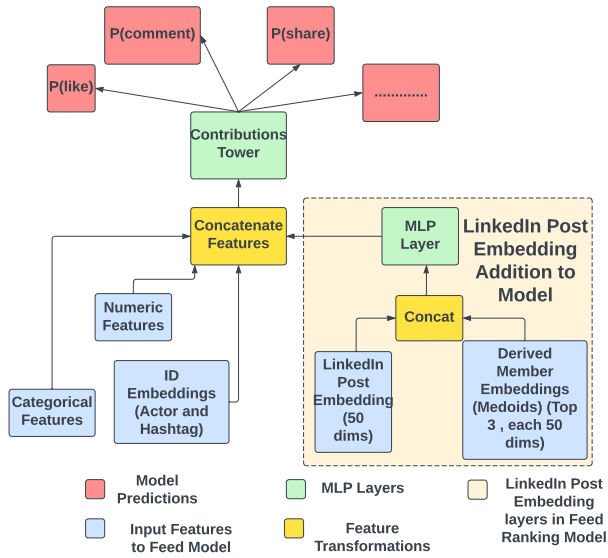 P(comment)
P(share)
P(like)
.............
Contributions
Tower
Concatenate
Features
MLP
Layer
LinkedIn Post
Embedding
Addition to
Model
Numeric
Features
Concat
Categorical
Features
ID
Embeddings
(Actor and
Hashtag)
LinkedIn
Post
Embedding
(50
dims)
Derived
Member
Embeddings
(Medoids) (Top
3 , each 50
dims)
Model
Predictions
MLP Layers
LinkedIn Post
Embedding
layers in Feed
Ranking Model
Input Features
to Feed Model
Feature
Transformations